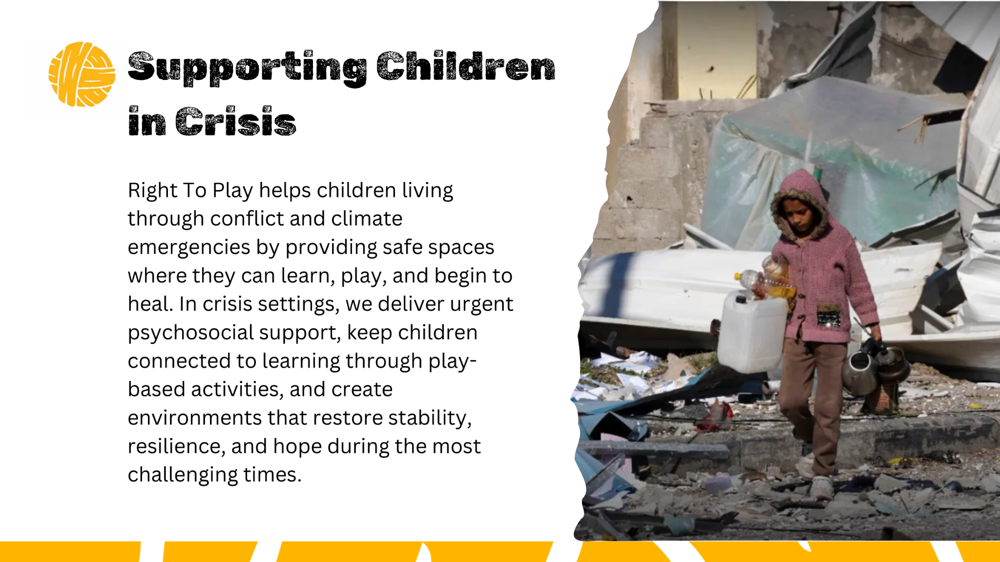 Supporting Children
in Crisis
Right To Play helps children living
through conflict and climate
emergencies by providing safe spaces
where they can learn, play, and begin to
heal. In crisis settings, we deliver urgent
psychosocial support, keep children
connected to learning through play-
based activities, and create
environments that restore stability,
resilience, and hope during the most
challenging times.